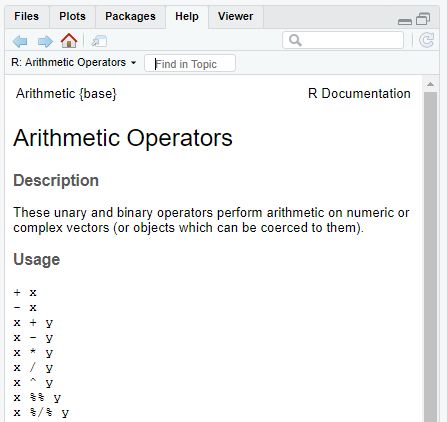 Files Plots Packages Help Viewer
R: Arithmetic Operators Find in Topic
Arithmetic {base} R Documentation
Arithmetic Operators
Description
These unary and binary operators perform arithmetic on numeric or
complex vectors (or objects which can be coerced to them).
Usage
+ x
- x
x + y
x - y
x * y
x / y
x ^ y
x %% y
x %/% y